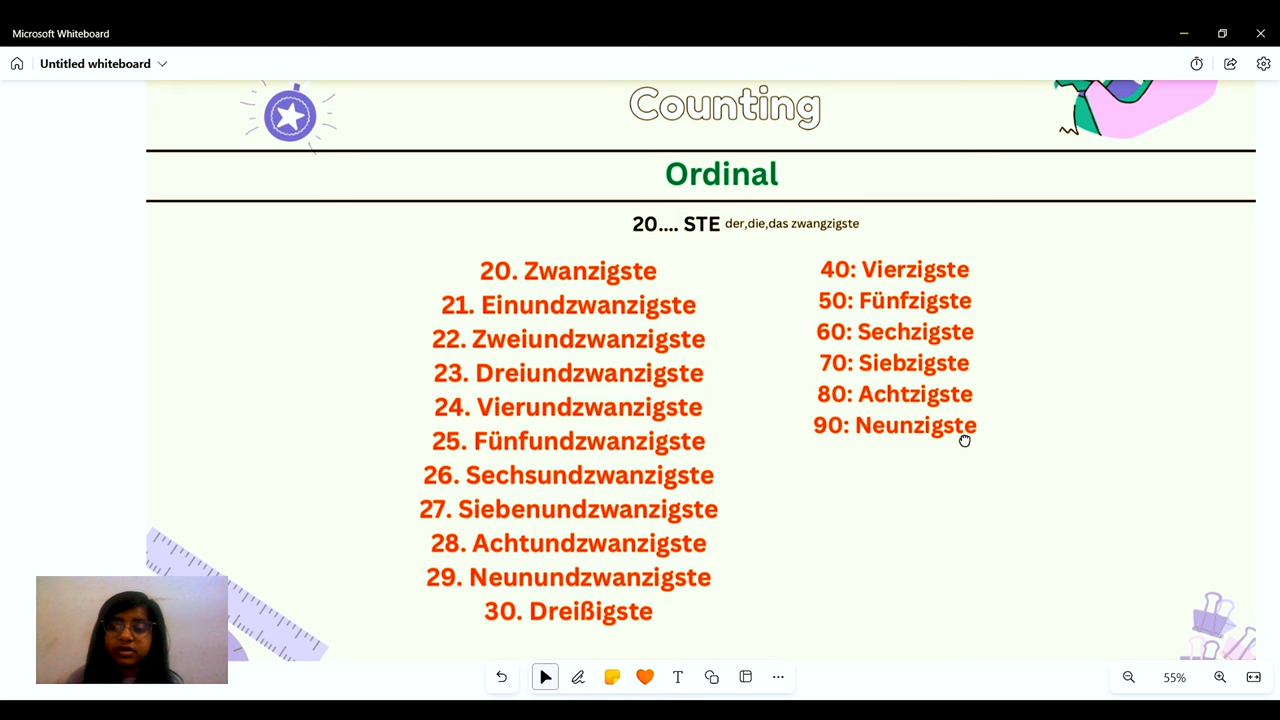 Microsoft Whiteboard
Untitled whiteboard
Counting
Ordinal
20.... STE der,die,das zwangzigste
20. Zwanzigste
21. Einundzwanzigste
22. Zweiundzwanzigste
23. Dreiundzwanzigste
24. Vierundzwanzigste
25. Fünfundzwanzigste
26. Sechsundzwanzigste
27. Siebenundzwanzigste
28. Achtundzwanzigste
29. Neunundzwanzigste
30. Dreißigste
40: Vierzigste
50: Fünfzigste
60: Sechzigste
70: Siebzigste
80: Achtzigste
90: Neunzigste
55%